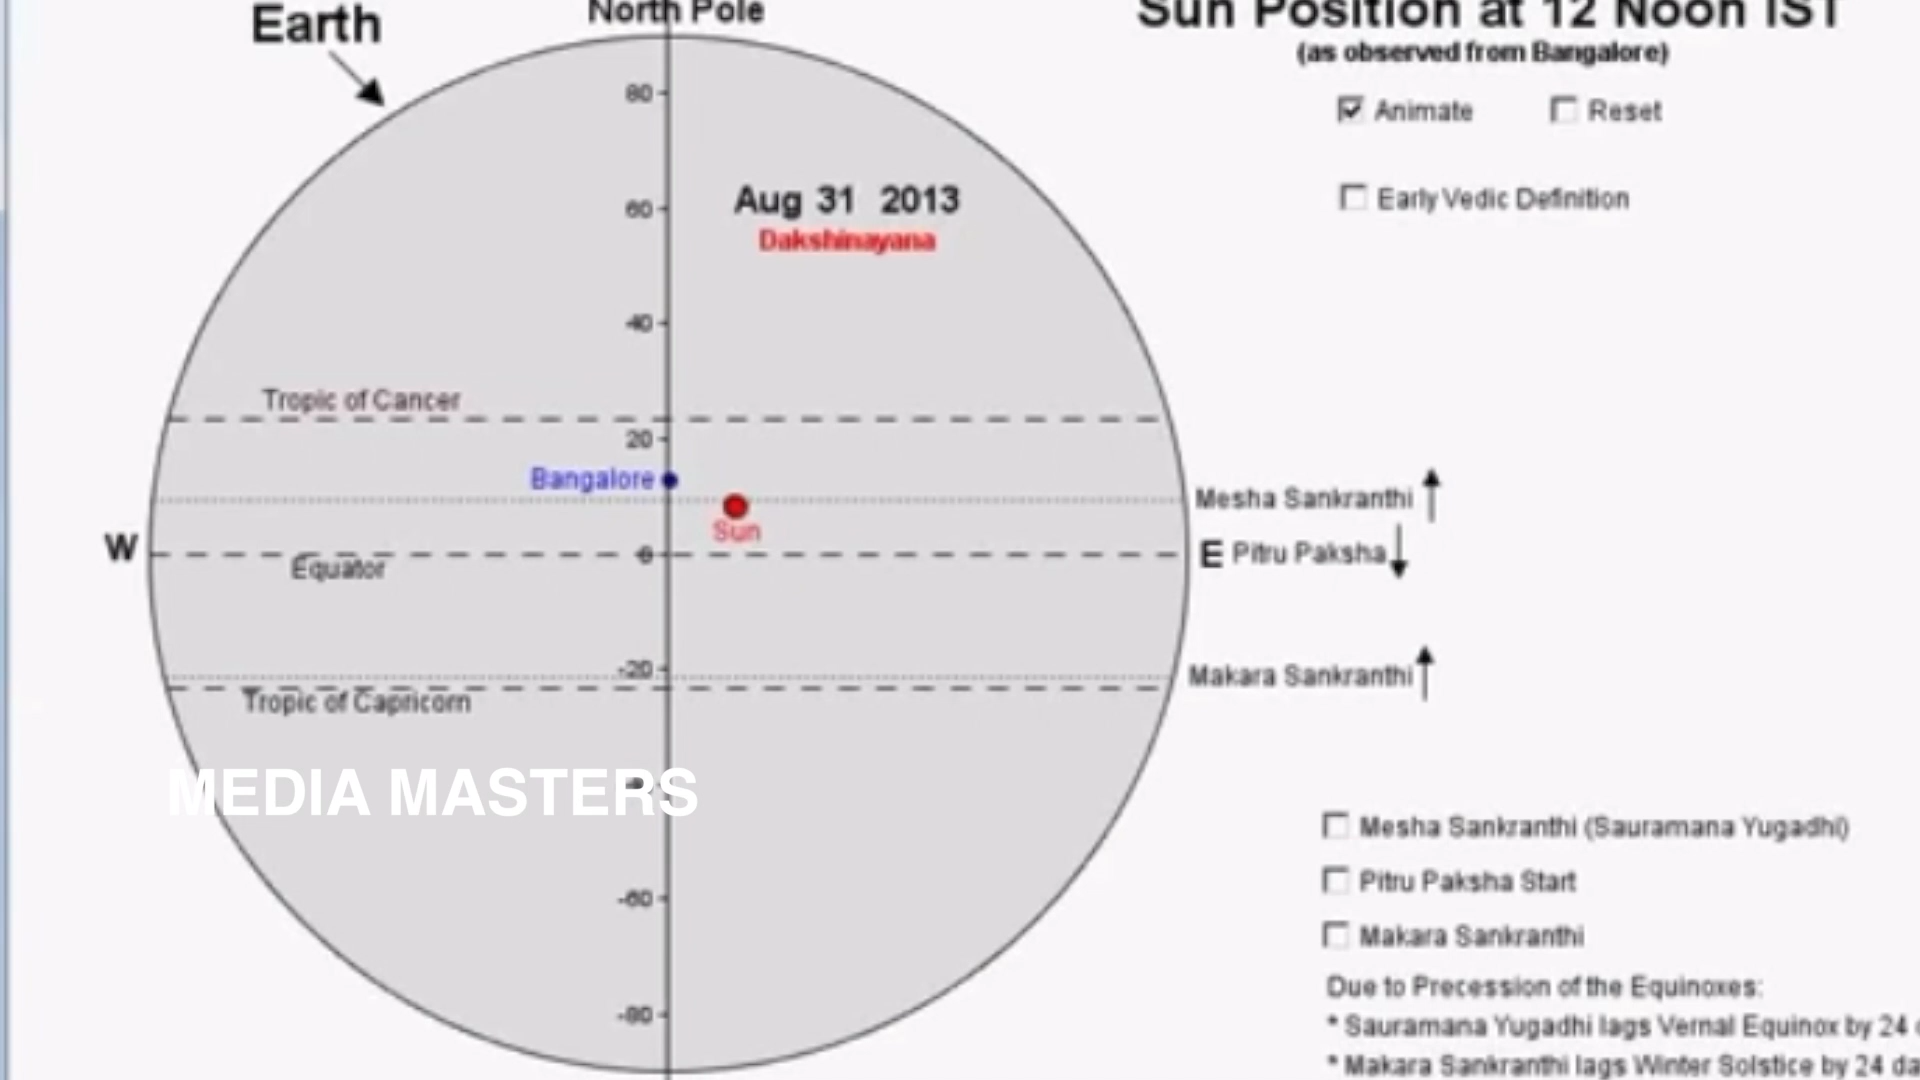 North Pole
Earth
Sun Position at 12 Noon IST
(as observed from Bangalore)
Animate
Reset
Early Vedic Definition
80
60
40
20
0
-20
-60
-80
Aug 31 2013
Dakshinayana
Tropic of Cancer
Bangalore
Sun
Mesha Sankranthi
W
Equator
E Pitru Paksha
Makara Sankranthi
Tropic of Capricorn
MEDIA MASTERS
Mesha Sankranthi (Sauramana Yugadhi)
Pitru Paksha Start
Makara Sankranthi
Due to Precession of the Equinoxes:
* Sauramana Yugadhi lags Vernal Equinox by 24
* Makara Sankranthi lags Winter Solstice by 24 da